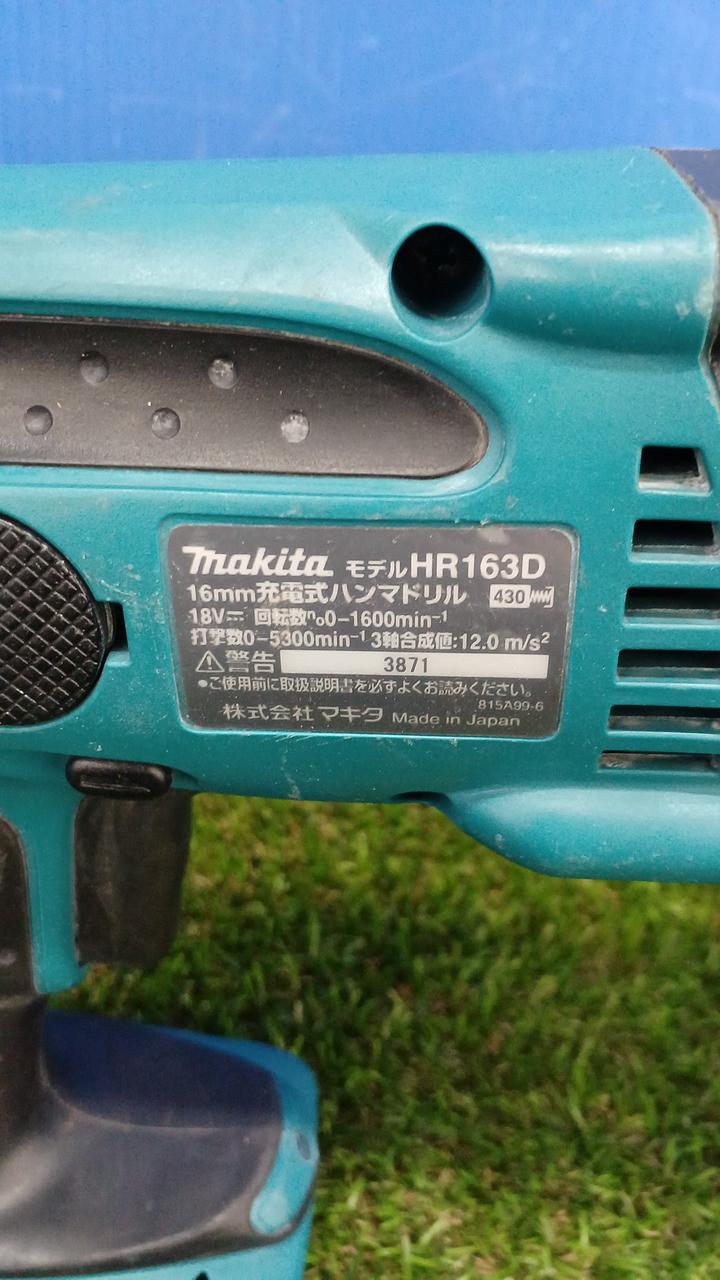 makita モデルHR163D
16mm充電式ハンマドリル 430
18V⎓ 回転数n₀0-1600min⁻¹
打撃数0-5300min⁻¹ 3軸合成値:12.0 m/s²
⚠警告 3871
●ご使用前に取扱説明書を必ずよくお読みください。
815A99-6
株式会社マキタ Made in Japan